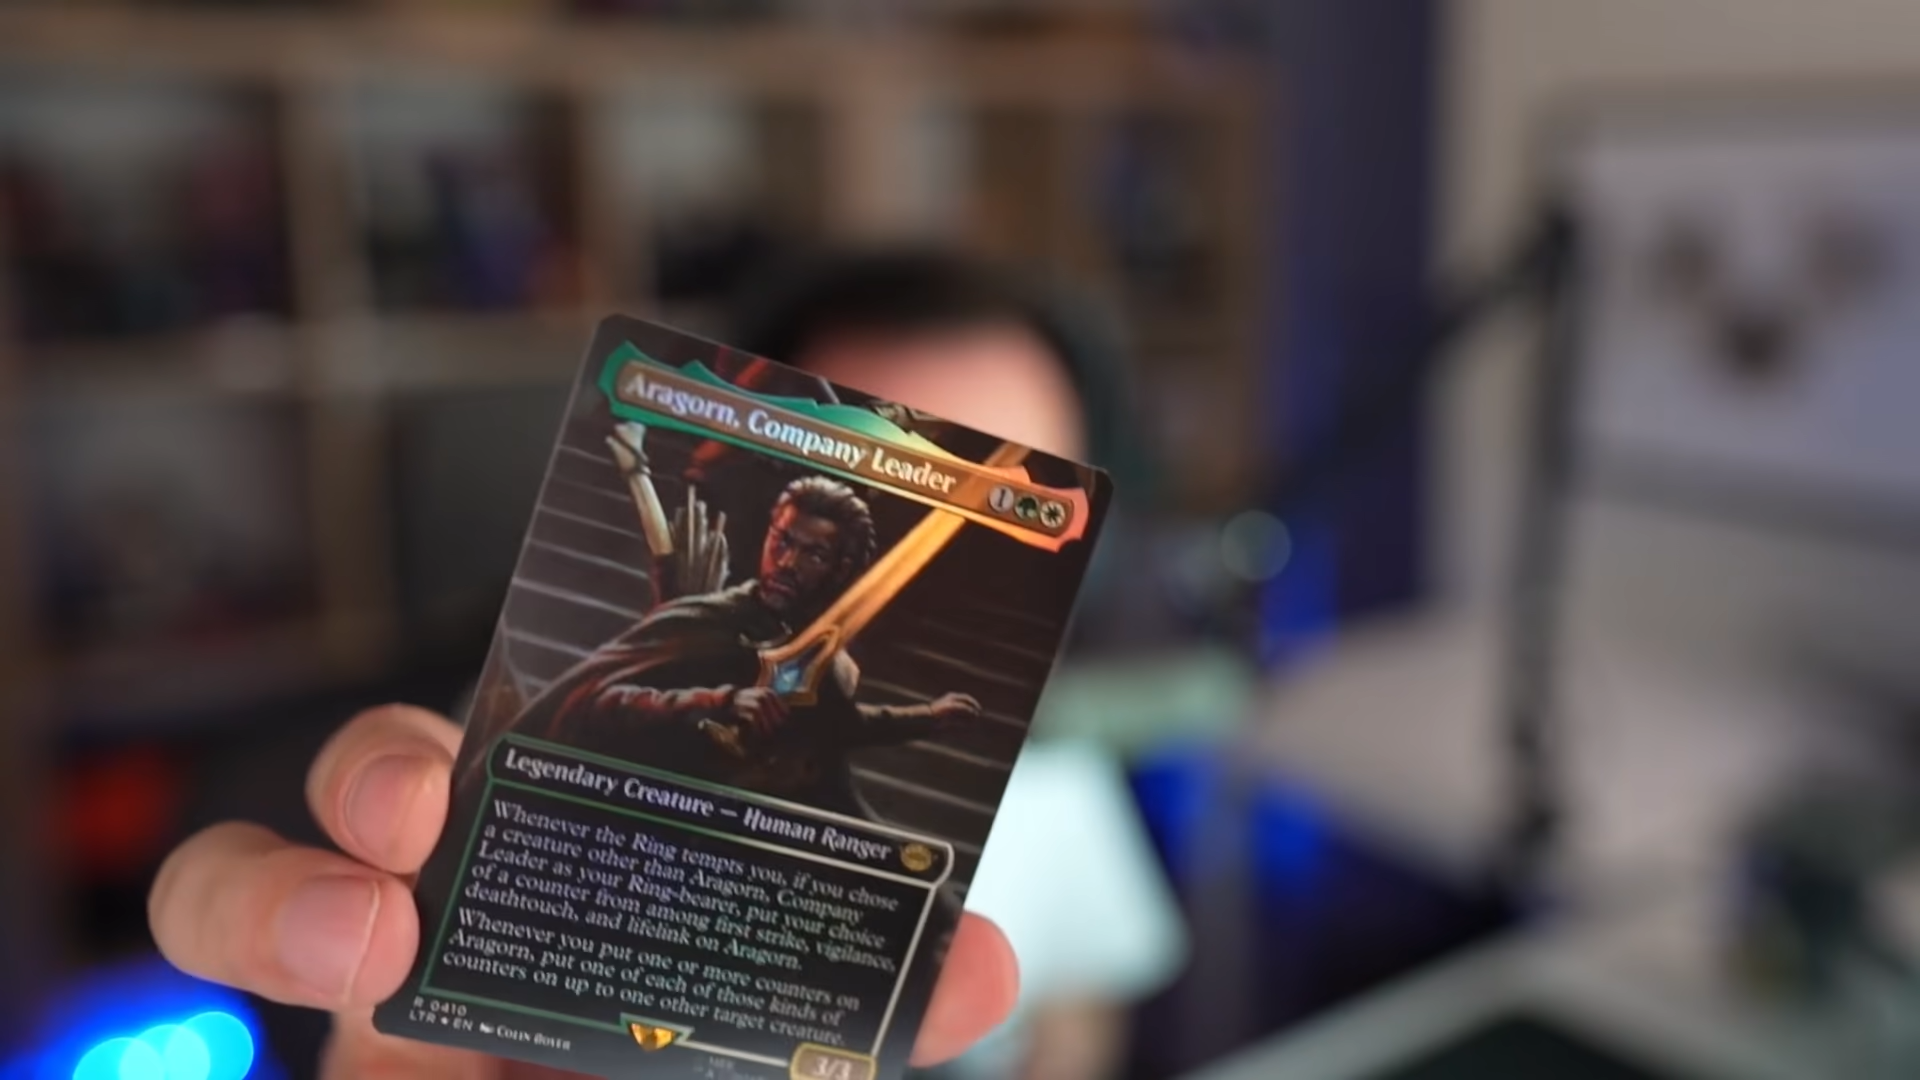 Aragorn, Company Leader 1
Legendary Creature — Human Ranger
Whenever the Ring tempts you, if you chose
a creature other than Aragorn, Company
Leader as your Ring-bearer, put your choice
of a counter from among first strike, vigilance,
deathtouch, and lifelink on Aragorn.
Whenever you put one or more counters on
Aragorn, put one of each of those kinds of
counters on up to one other target creature.
R 0410
LTR ★ EN Colin Boyer
3/3